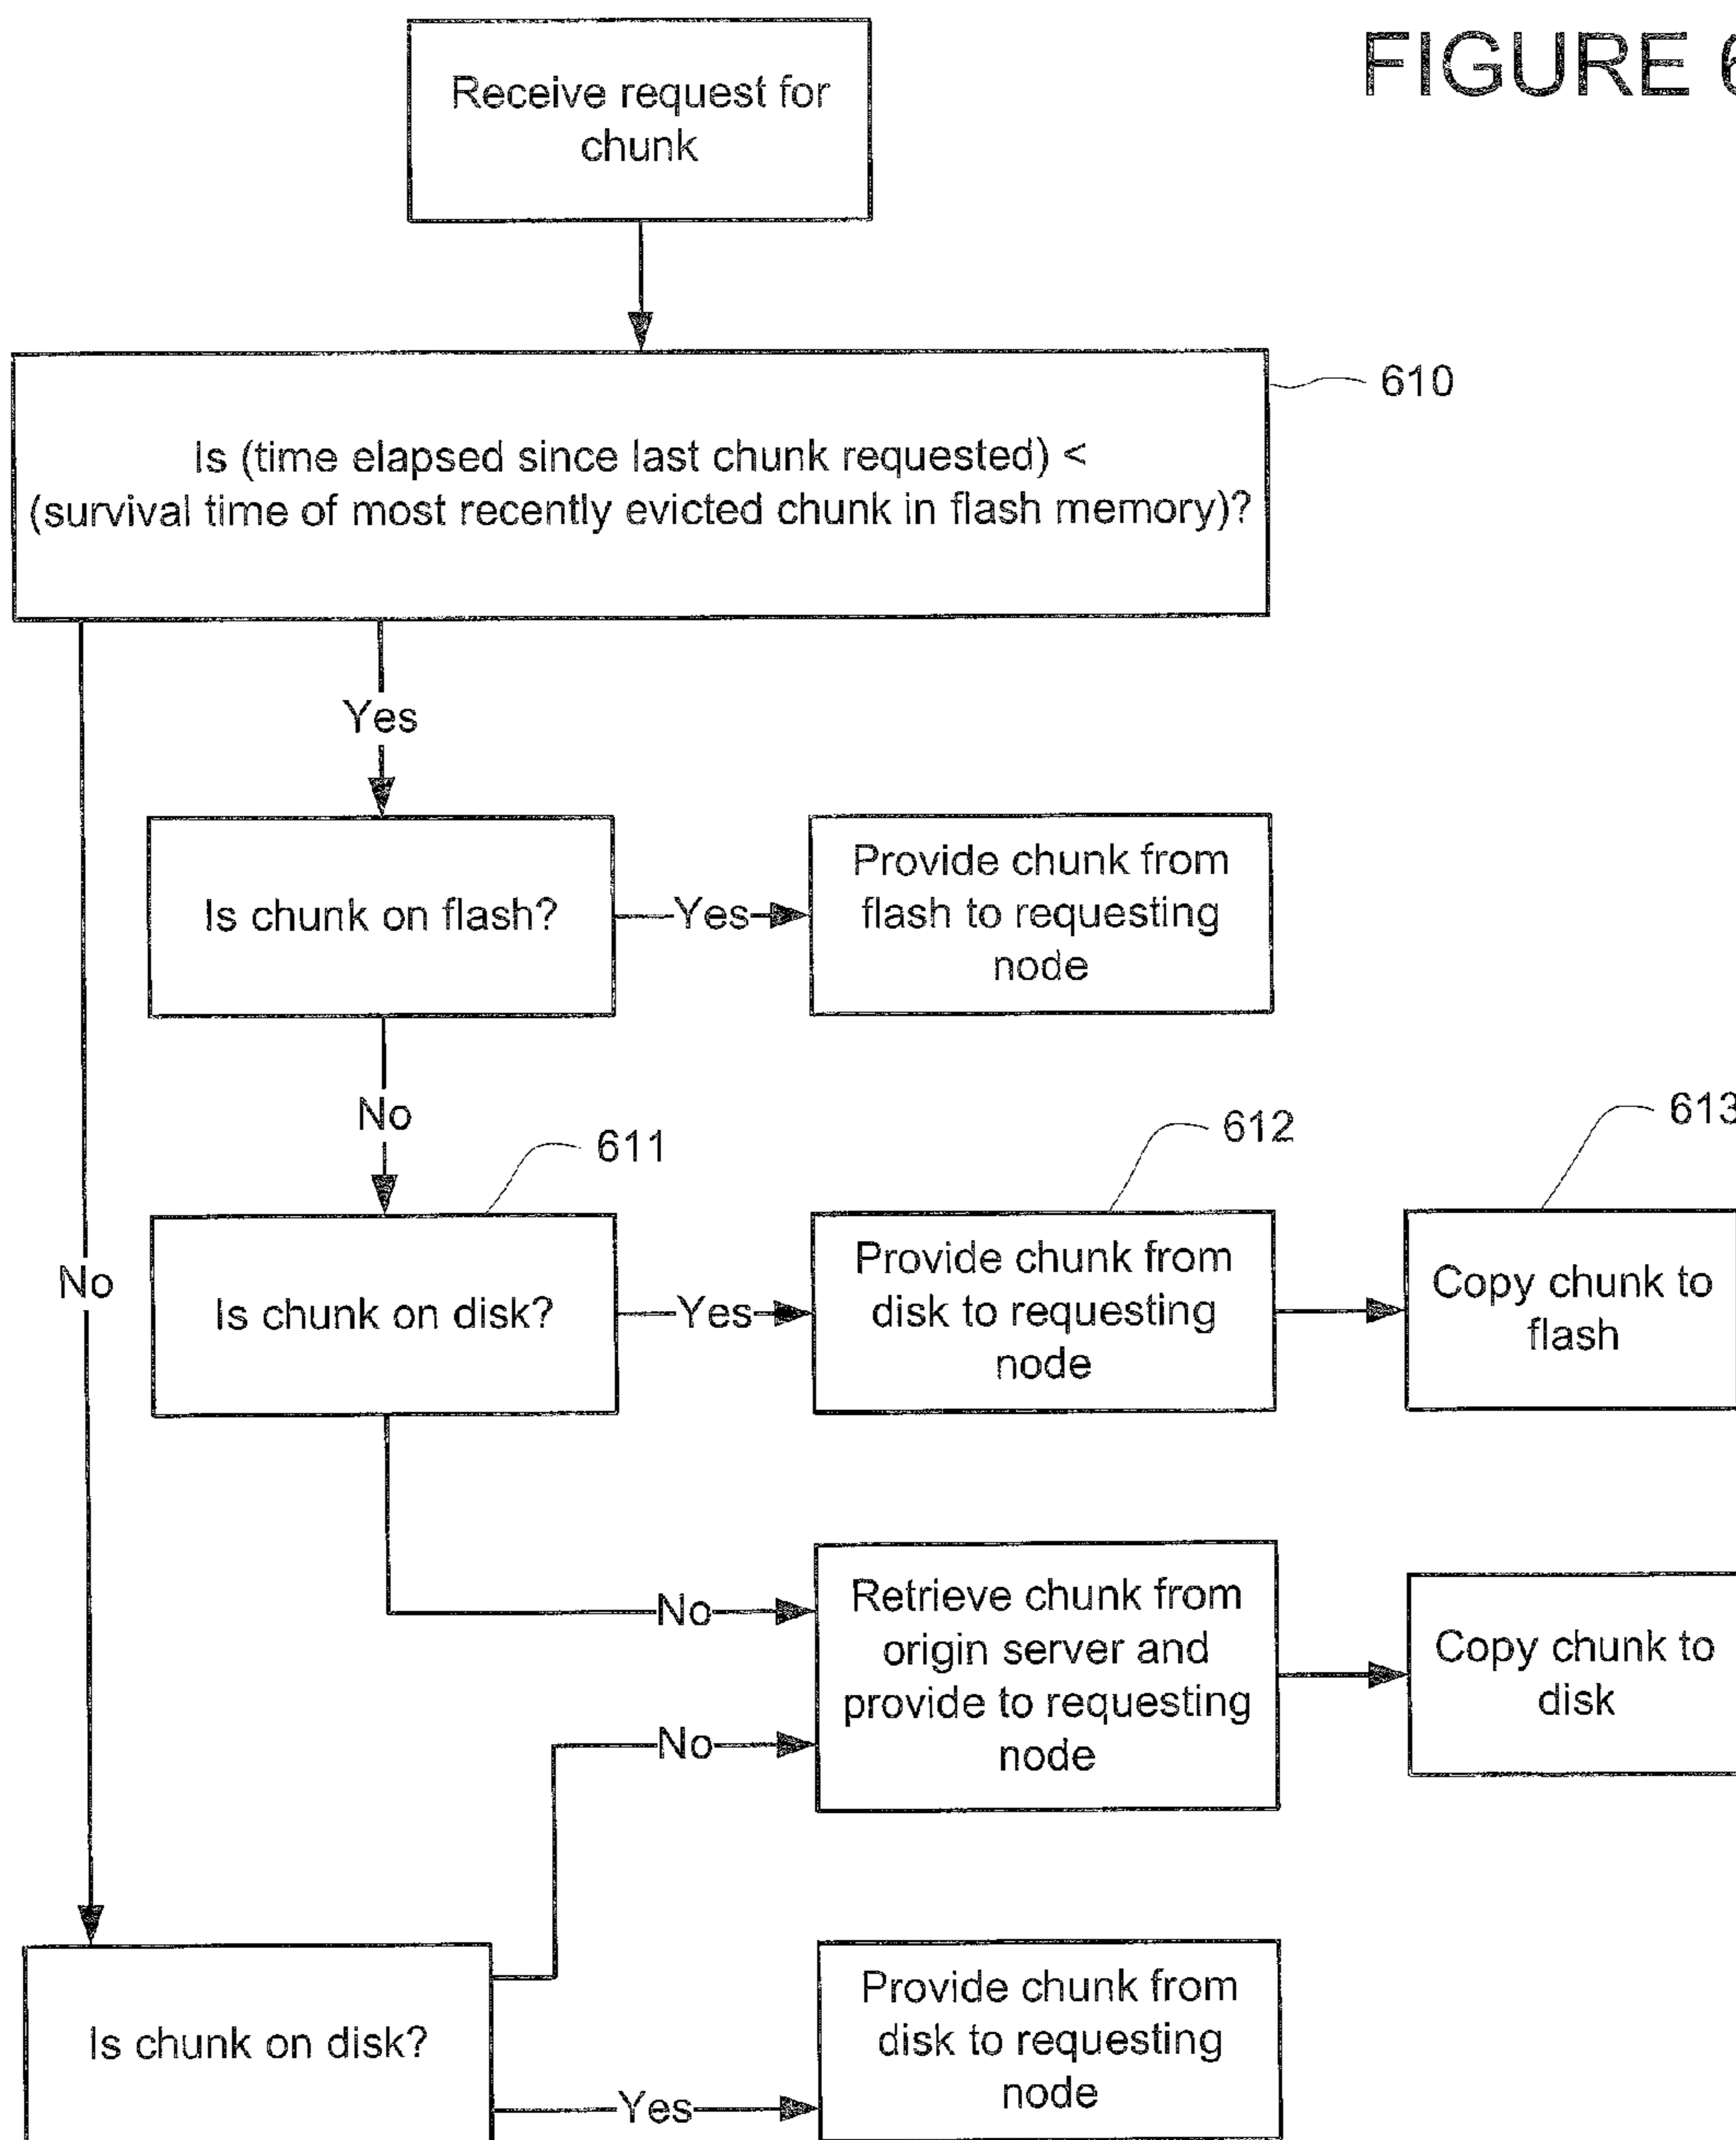 FIGURE 6
Receive request for
chunk
610
Is (time elapsed since last chunk requested) <
(survival time of most recently evicted chunk in flash memory)?
Yes
Is chunk on flash?
Yes
Provide chunk from
flash to requesting
node
No
611
612
613
No
Is chunk on disk?
Yes
Provide chunk from
disk to requesting
node
Copy chunk to
flash
No
Retrieve chunk from
origin server and
provide to requesting
node
Copy chunk to
disk
No
Is chunk on disk?
Yes
Provide chunk from
disk to requesting
node